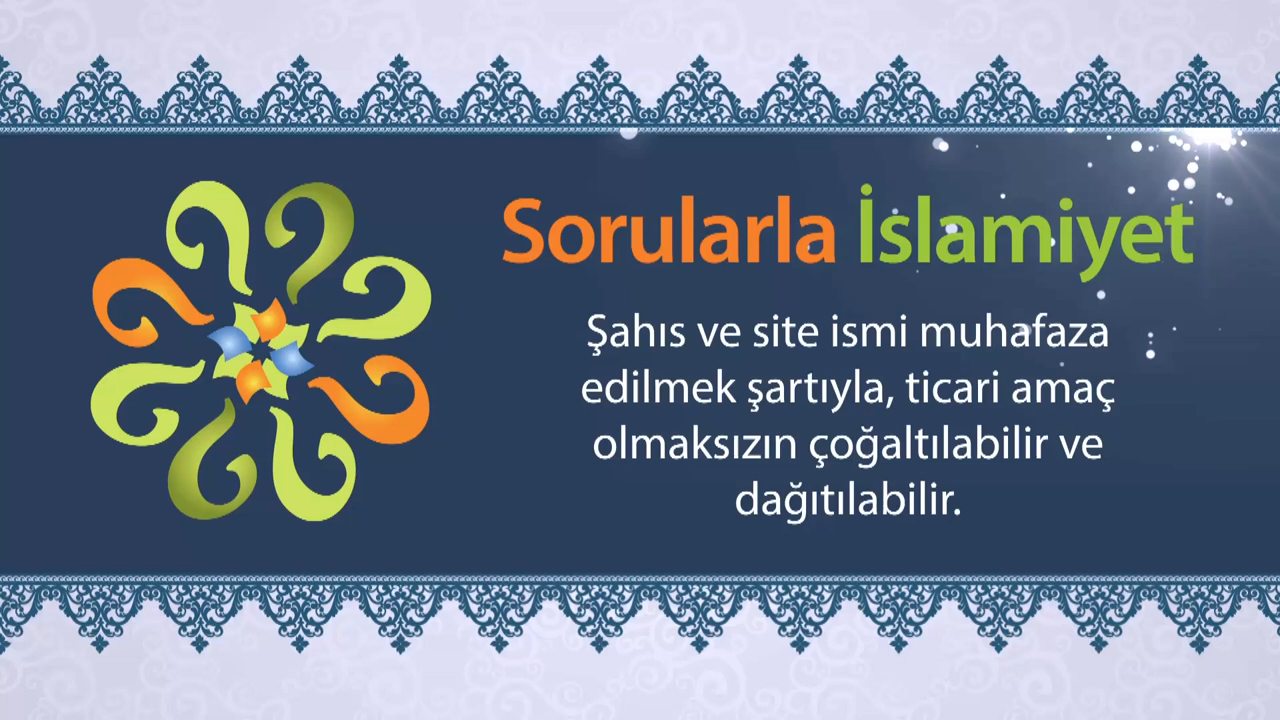 Sorularla İslamiyet
Şahıs ve site ismi muhafaza
edilmek şartıyla, ticari amaç
olmaksızın çoğaltılabilir ve
dağıtılabilir.